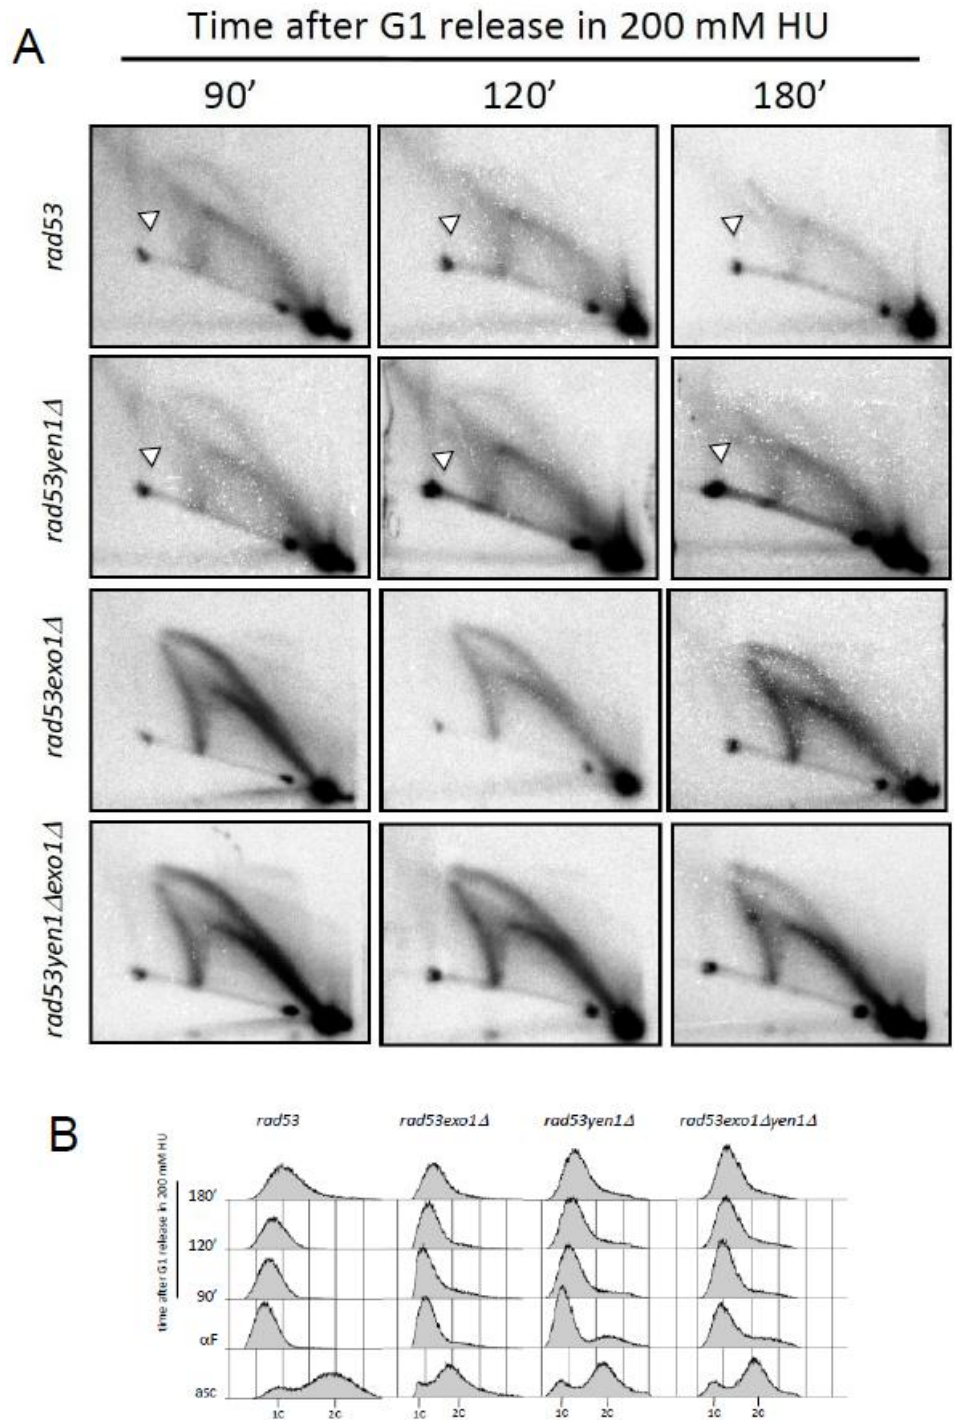 A
Time after G1 release in 200 mM HU
90’ 120’ 180’
rad53
rad53yen1Δ
rad53exo1Δ
rad53yen1Δexo1Δ
B
rad53 rad53exo1Δ rad53yen1Δ rad53exo1Δyen1Δ
time after G1 release in 200 mM HU
180’
120’
90’
αF
asc
1C 2C 1C 2C 1C 2C 1C 2C